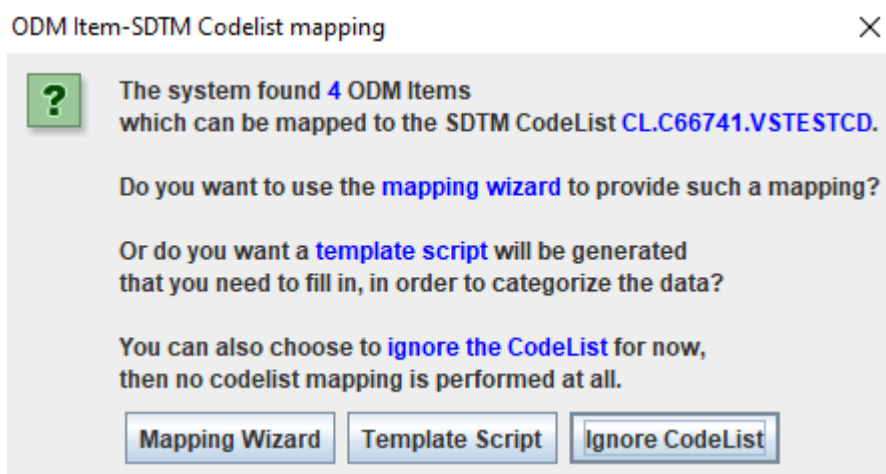 ODM Item-SDTM Codelist mapping
?
The system found 4 ODM Items
which can be mapped to the SDTM CodeList CL.C66741.VSTESTCD.
Do you want to use the mapping wizard to provide such a mapping?
Or do you want a template script will be generated
that you need to fill in, in order to categorize the data?
You can also choose to ignore the CodeList for now,
then no codelist mapping is performed at all.
Mapping Wizard Template Script Ignore CodeList